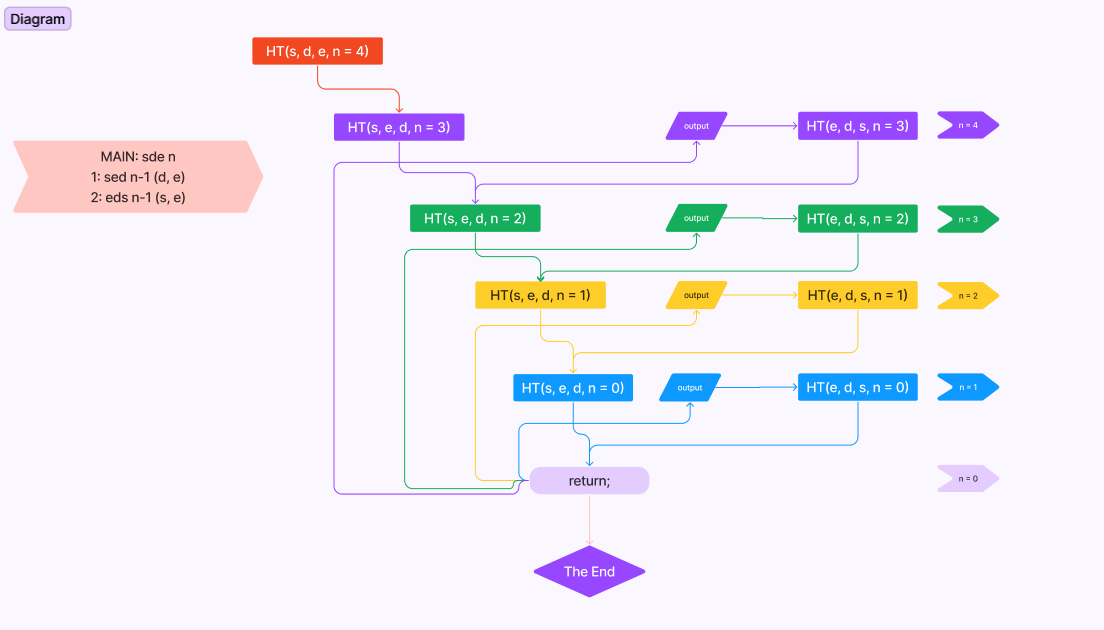 Diagram
HT(s, d, e, n = 4)
HT(s, e, d, n = 3)
output
HT(e, d, s, n = 3)
n = 4
MAIN: sde n
1: sed n-1 (d, e)
2: eds n-1 (s, e)
HT(s, e, d, n = 2)
output
HT(e, d, s, n = 2)
n = 3
HT(s, e, d, n = 1)
output
HT(e, d, s, n = 1)
n = 2
HT(s, e, d, n = 0)
output
HT(e, d, s, n = 0)
n = 1
return;
n = 0
The End